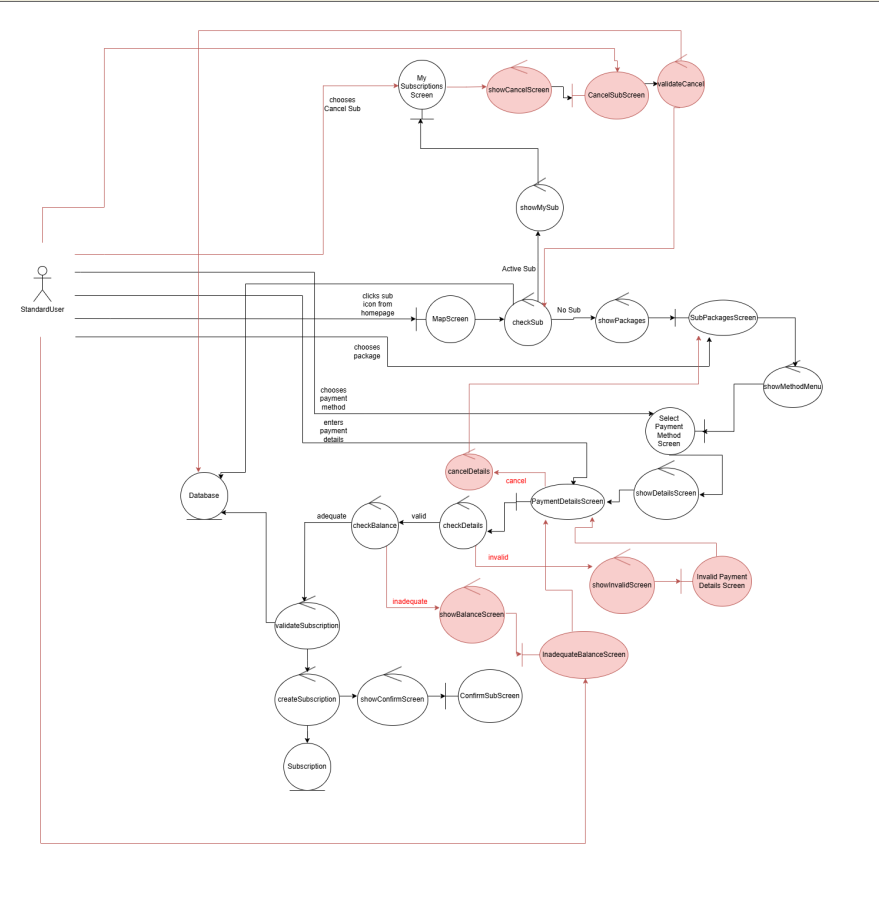 My
Subscriptions
Screen
showCancelScreen
CancelSubScreen
validateCancel
chooses
Cancel Sub
showMySub
Active Sub
StandardUser
clicks sub
icon from
homepage
MapScreen
checkSub
No Sub
showPackages
SubPackagesScreen
chooses
package
showMethodMenu
chooses
payment
method
Select
Payment
Method
Screen
enters
payment
details
cancelDetails
cancel
showDetailsScreen
Database
PaymentDetailsScreen
adequate
checkBalance
valid
checkDetails
invalid
showInvalidScreen
Invalid Payment
Details Screen
inadequate
showBalanceScreen
validateSubscription
InadequateBalanceScreen
createSubscription
showConfirmScreen
ConfirmSubScreen
Subscription